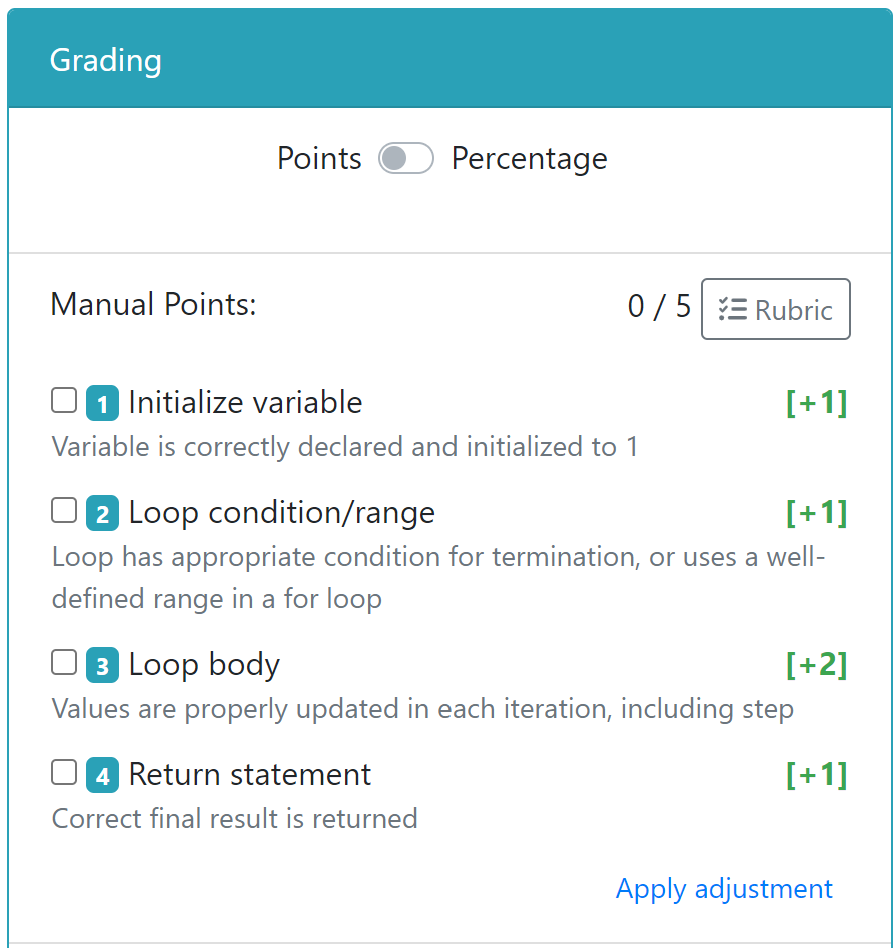 Grading
Points Percentage
Manual Points: 0 / 5 Rubric
1 Initialize variable [+1]
Variable is correctly declared and initialized to 1
2 Loop condition/range [+1]
Loop has appropriate condition for termination, or uses a well-
defined range in a for loop
3 Loop body [+2]
Values are properly updated in each iteration, including step
4 Return statement [+1]
Correct final result is returned
Apply adjustment